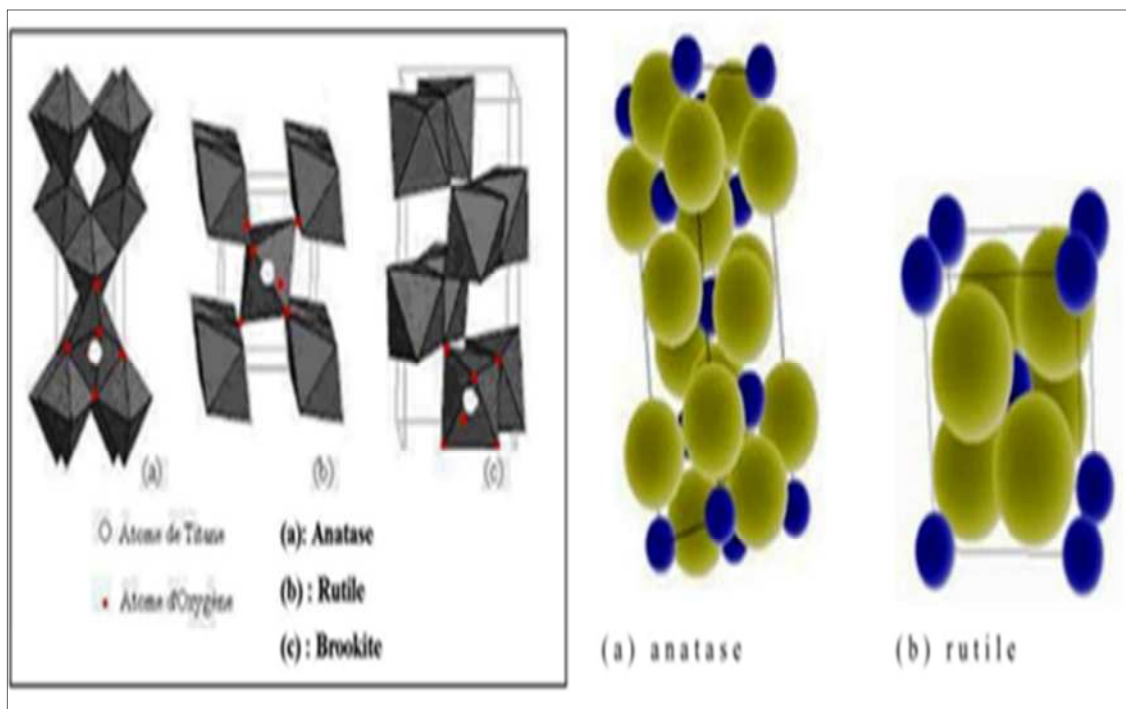 (a)
(b)
(c)
Atome de Titane
Atome d'Oxygène
(a): Anatase
(b) : Rutile
(c) : Brookite
(a) anatase
(b) rutile